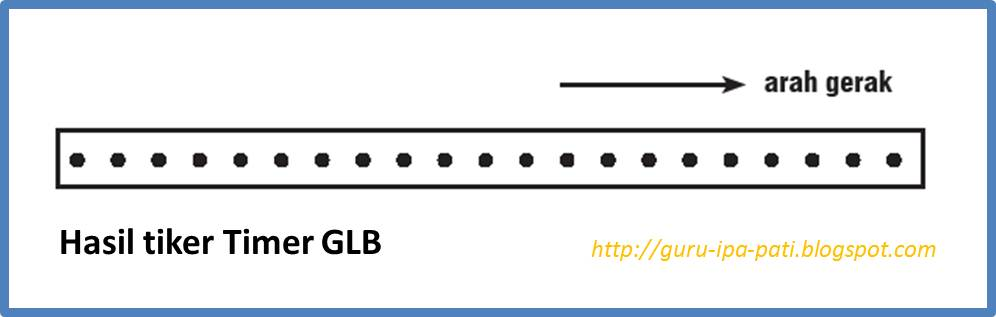 arah gerak
Hasil tiker Timer GLB
http://guru-ipa-pati.blogspot.com